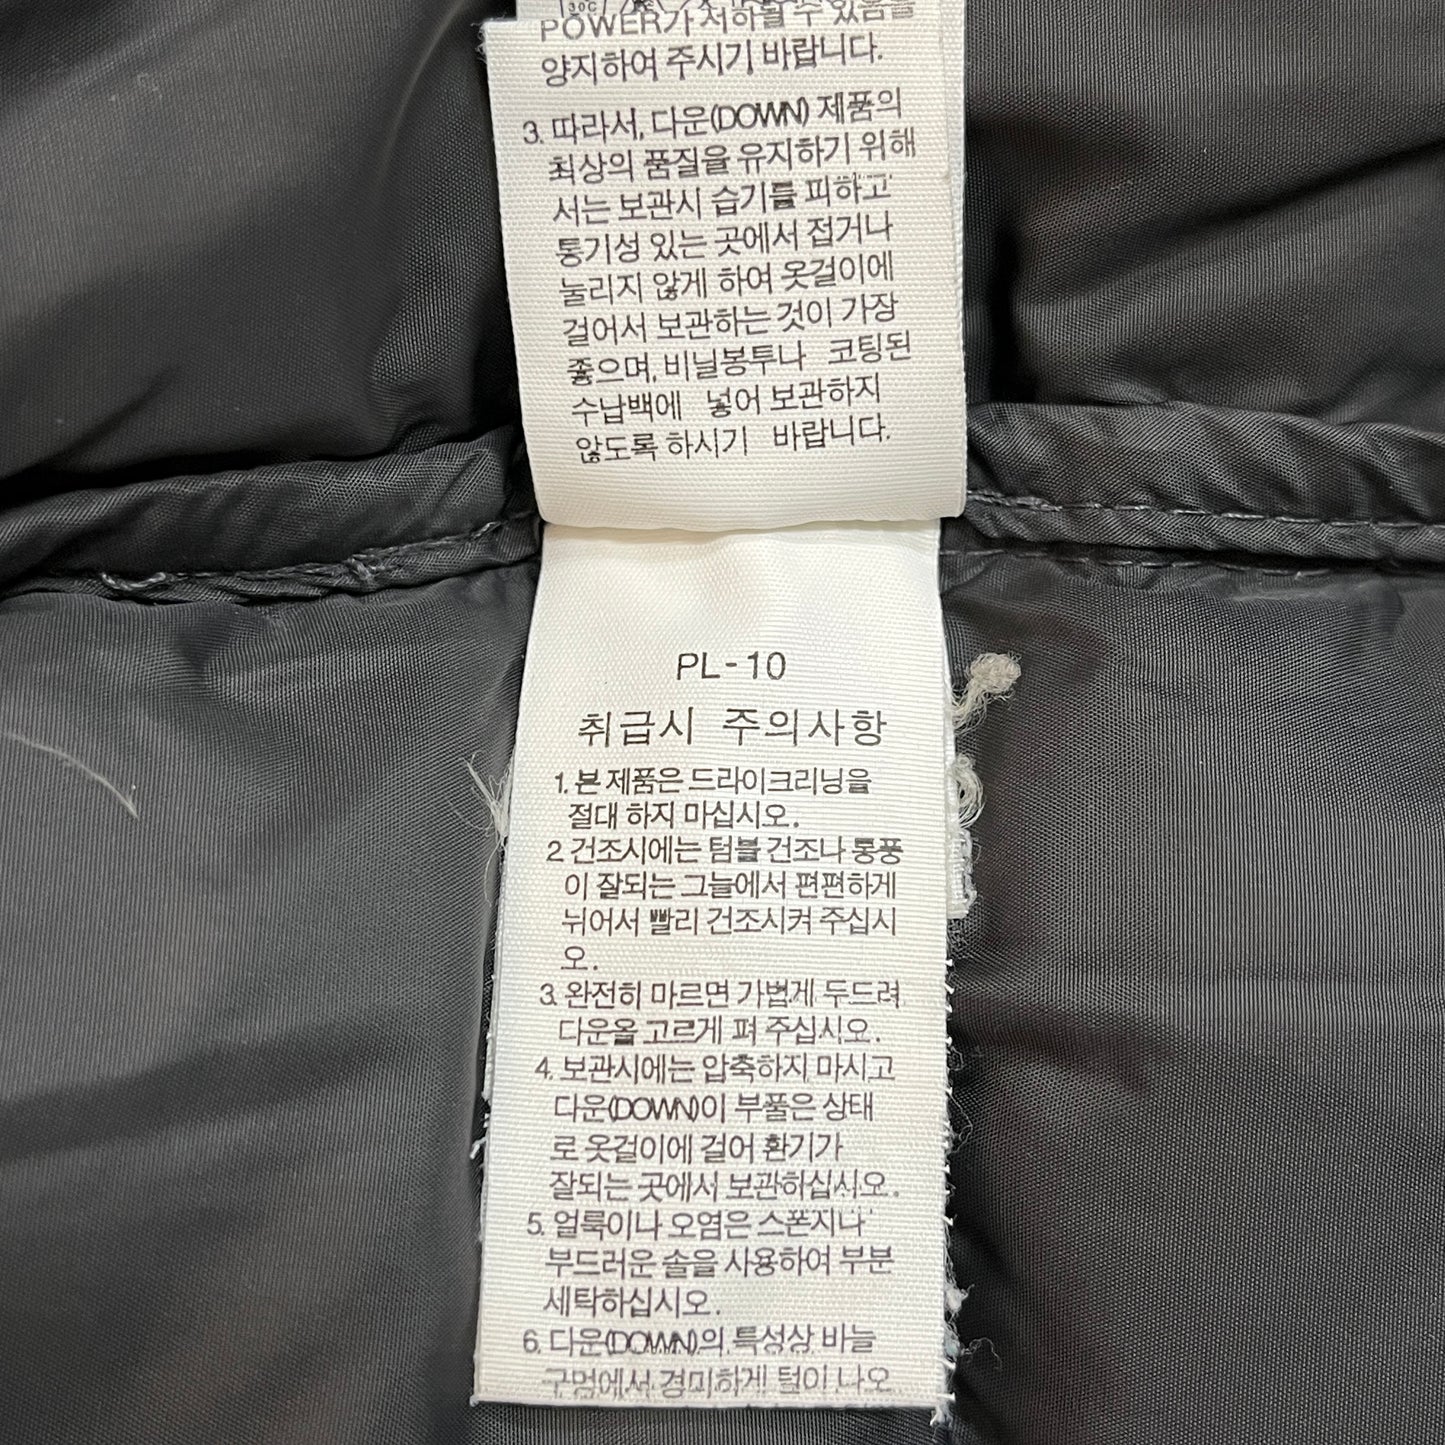 30C
POWER가 저하될 수 있음을
양지하여 주시기 바랍니다.
3. 따라서, 다운(DOWN) 제품의
최상의 품질을 유지하기 위해
서는 보관시 습기를 피하고
통기성 있는 곳에서 접거나
눌리지 않게 하여 옷걸이에
걸어서 보관하는 것이 가장
좋으며, 비닐봉투나 코팅된
수납백에 넣어 보관하지
않도록 하시기 바랍니다.
PL-10
취급시 주의사항
1. 본 제품은 드라이크리닝을
절대 하지 마십시오.
2 건조시에는 텀블 건조나 통풍
이 잘되는 그늘에서 편편하게
뉘어서 빨리 건조시켜 주십시
오.
3. 완전히 마르면 가볍게 두드려
다운올 고르게 펴 주십시오.
4. 보관시에는 압축하지 마시고
다운(DOWN)이 부풀은 상태
로 옷겉이에 걸어 환기가
잘되는 곳에서 보관하십시오.
5. 얼룩이나 오염은 스폰지나
부드러운 솔을 사용하여 부분
세탁하십시오.
6. 다운(DOWN)의 특성상 바늘
구멍에서 경미하게 털이 나오